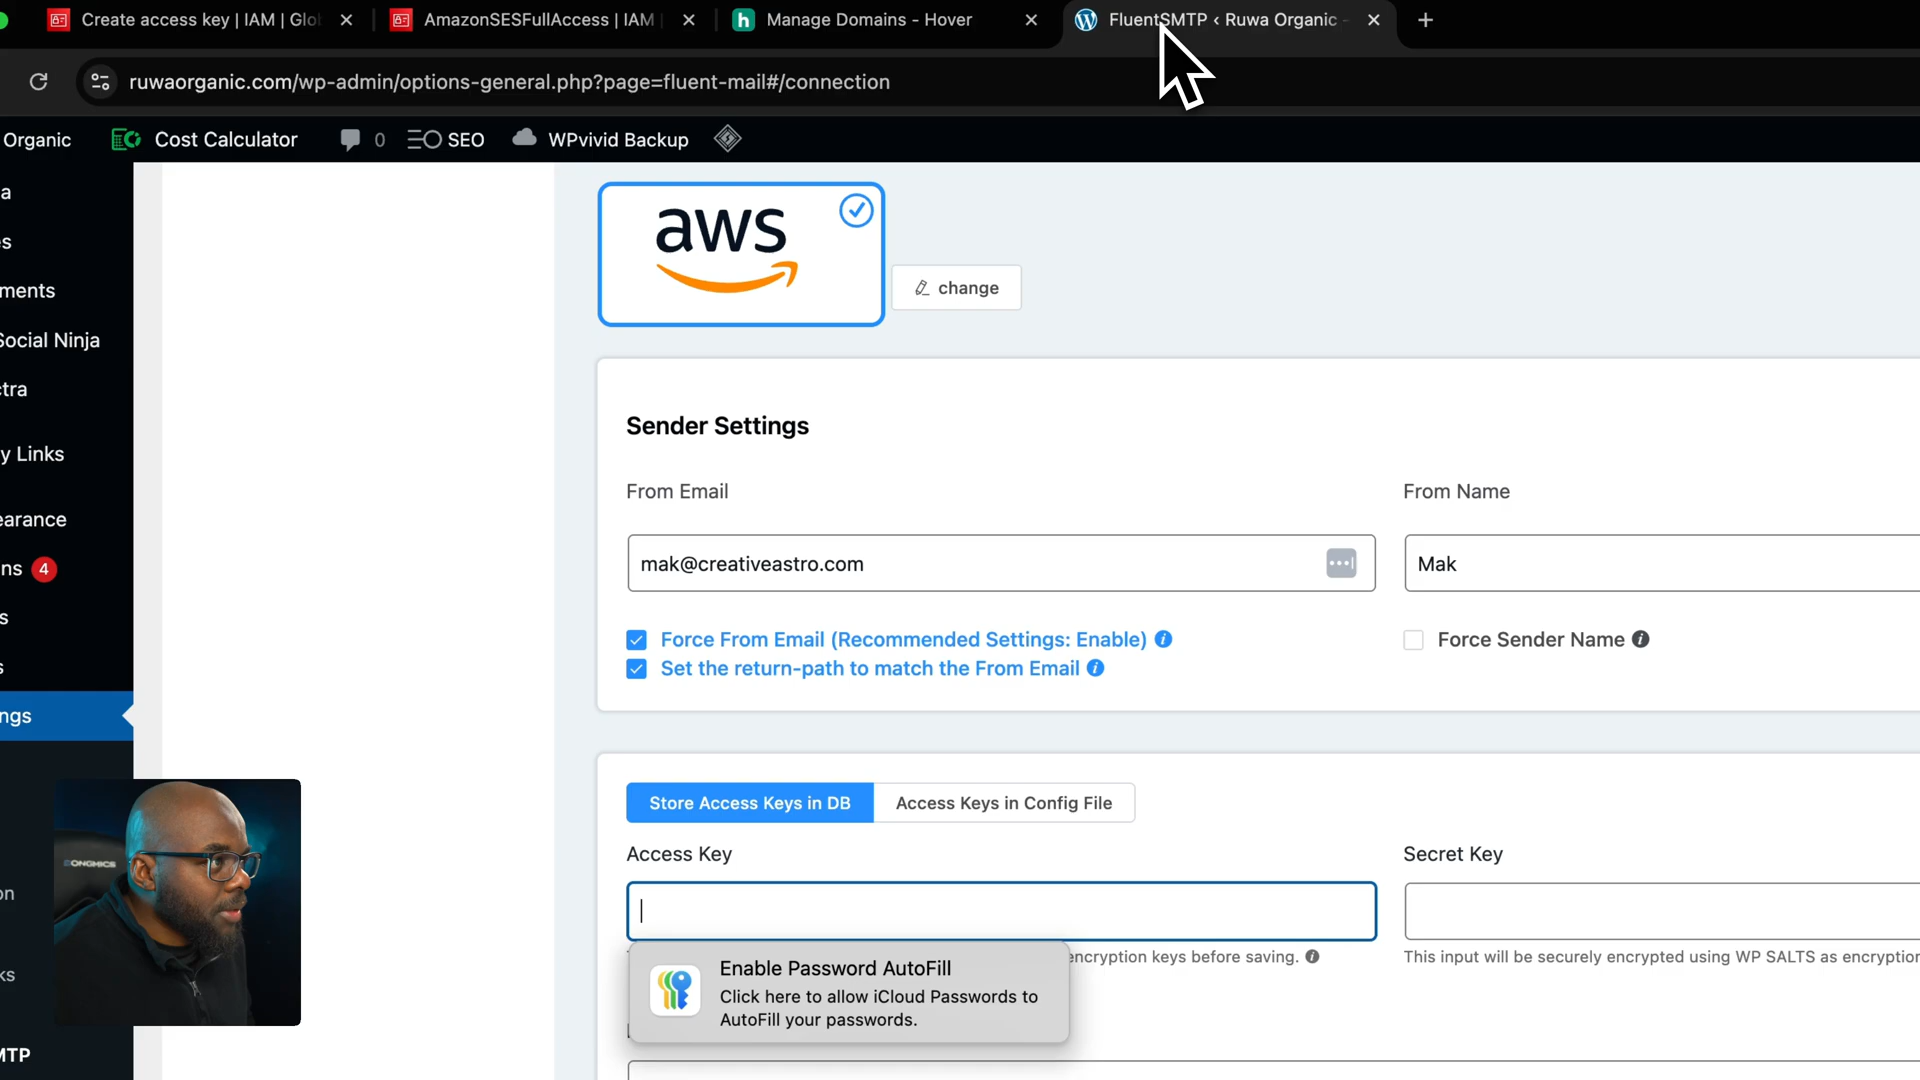 Create access key | IAM | Glo
AmazonSESFullAccess | IAM
Manage Domains - Hover
FluentSMTP ‹ Ruwa Organic -
ruwaorganic.com/wp-admin/options-general.php?page=fluent-mail#/connection
Organic
Cost Calculator
0
SEO
WPvivid Backup
a
es
ments
Social Ninja
ctra
y Links
earance
ns 4
s
s
ngs
on
ks
MTP
aws
change
Sender Settings
From Email
From Name
mak@creativeastro.com
Mak
Force From Email (Recommended Settings: Enable)
Force Sender Name
Set the return-path to match the From Email
Store Access Keys in DB
Access Keys in Config File
Access Key
Secret Key
encryption keys before saving.
This input will be securely encrypted using WP SALTS as encryption
Enable Password AutoFill
Click here to allow iCloud Passwords to
AutoFill your passwords.